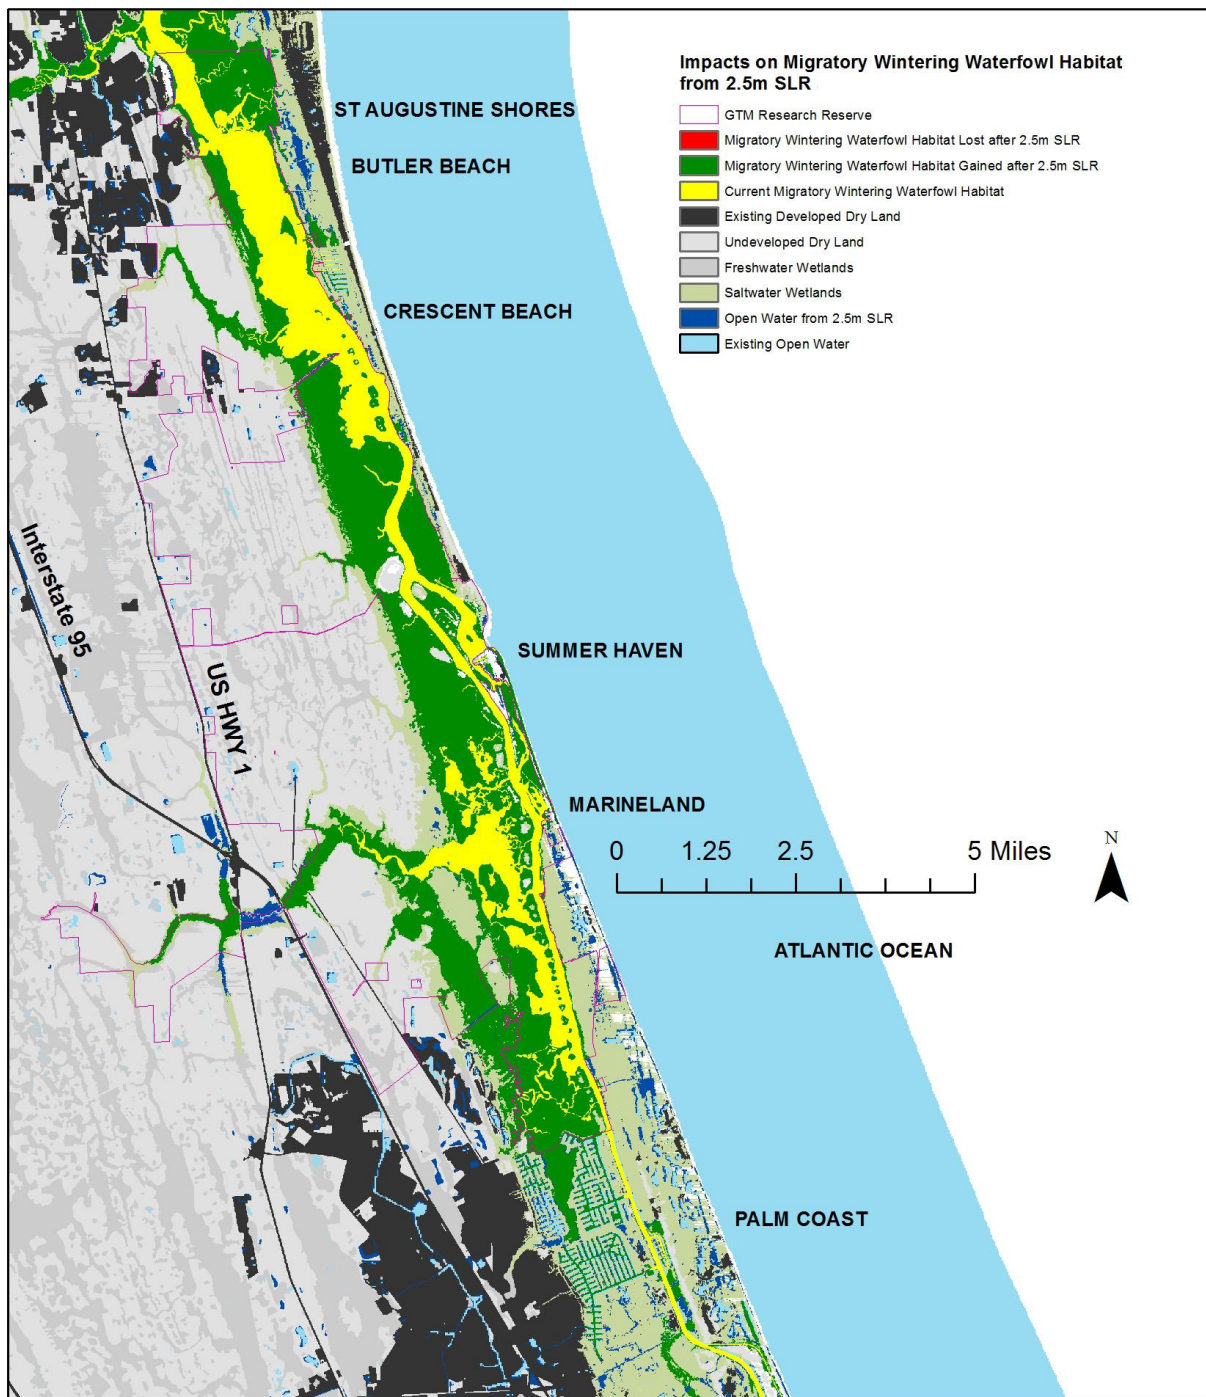 Impacts on Migratory Wintering Waterfowl Habitat
from 2.5m SLR
GTM Research Reserve
Migratory Wintering Waterfowl Habitat Lost after 2.5m SLR
Migratory Wintering Waterfowl Habitat Gained after 2.5m SLR
Current Migratory Wintering Waterfowl Habitat
Existing Developed Dry Land
Undeveloped Dry Land
Freshwater Wetlands
Saltwater Wetlands
Open Water from 2.5m SLR
Existing Open Water
ST AUGUSTINE SHORES
BUTLER BEACH
CRESCENT BEACH
Interstate 95
US HWY 1
SUMMER HAVEN
MARINELAND
0 1.25 2.5 5 Miles
N
ATLANTIC OCEAN
PALM COAST